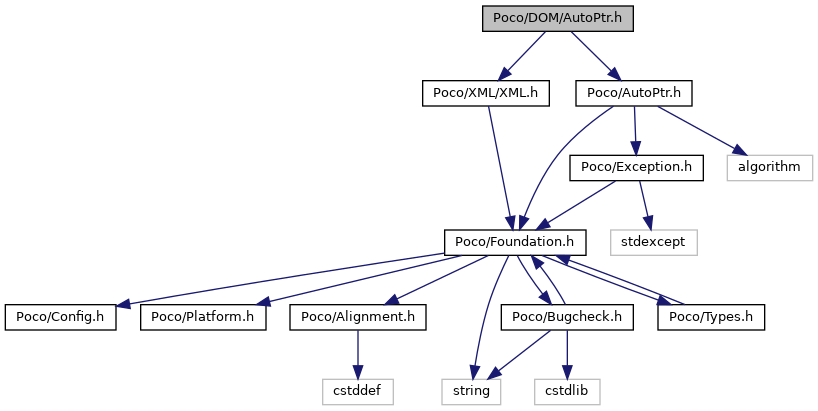 Poco/DOM/AutoPtr.h
Poco/XML/XML.h
Poco/AutoPtr.h
Poco/Exception.h
algorithm
Poco/Foundation.h
stdexcept
Poco/Config.h
Poco/Platform.h
Poco/Alignment.h
Poco/Bugcheck.h
Poco/Types.h
cstddef
string
cstdlib